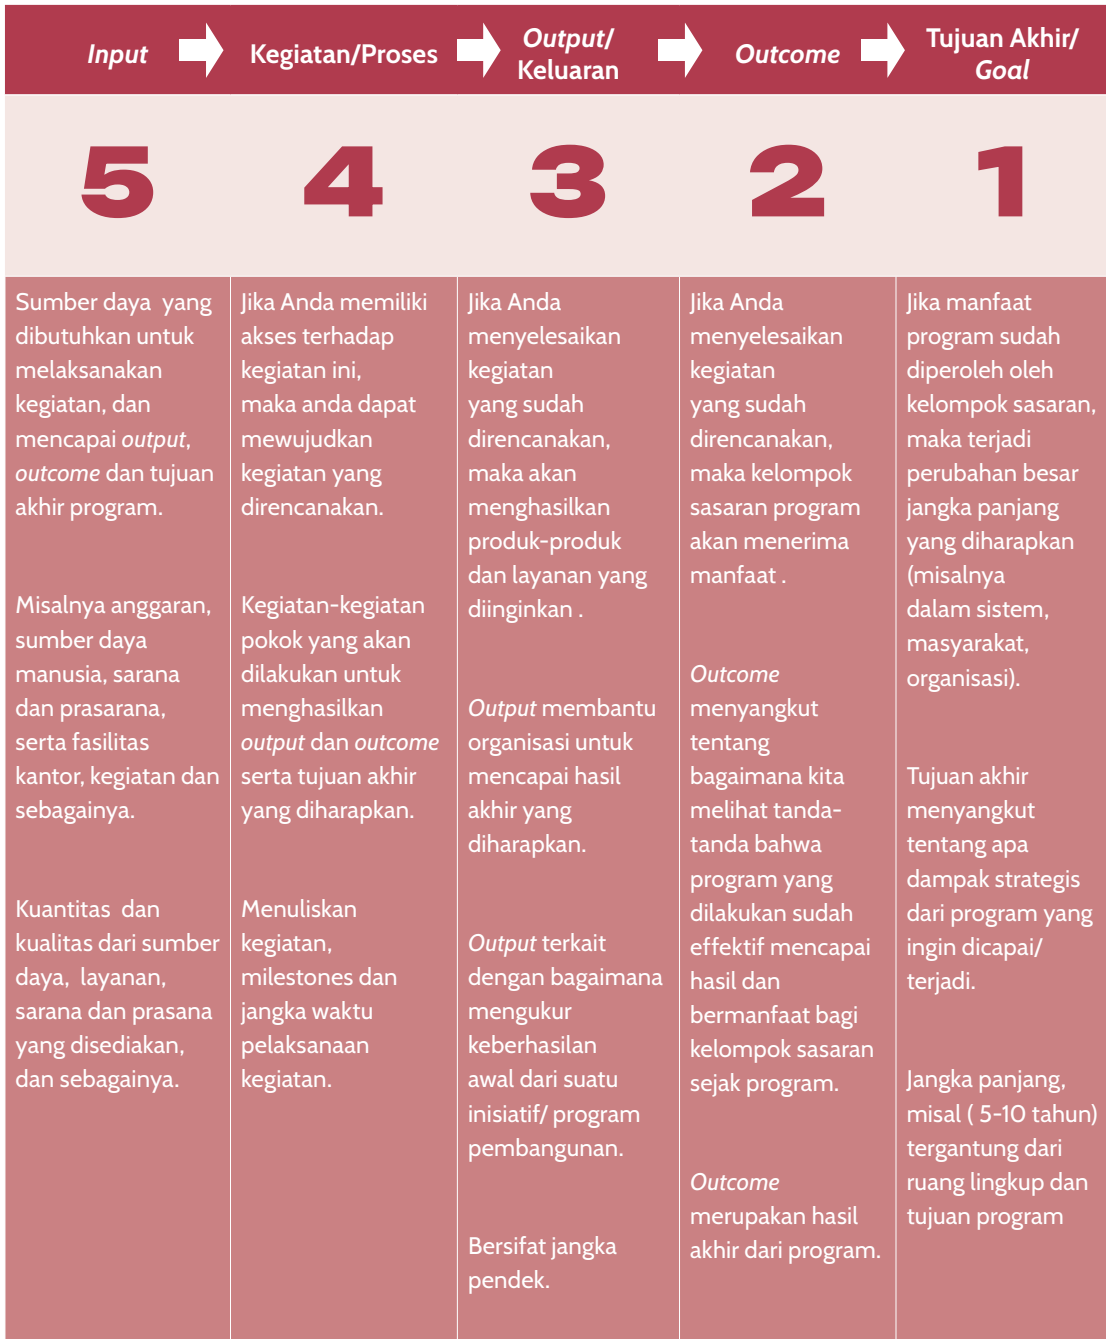 Input
Kegiatan/Proses
Output/
Keluaran
Outcome
Tujuan Akhir/
Goal
5
4
3
2
1
Sumber daya yang
dibutuhkan untuk
melaksanakan
kegiatan, dan
mencapai output,
outcome dan tujuan
akhir program.
Misalnya anggaran,
sumber daya
manusia, sarana
dan prasarana,
serta fasilitas
kantor, kegiatan dan
sebagainya.
Kuantitas dan
kualitas dari sumber
daya, layanan,
sarana dan prasana
yang disediakan,
dan sebagainya.
Jika Anda memiliki
akses terhadap
kegiatan ini,
maka anda dapat
mewujudkan
kegiatan yang
direncanakan.
Kegiatan-kegiatan
pokok yang akan
dilakukan untuk
menghasilkan
output dan outcome
serta tujuan akhir
yang diharapkan.
Menuliskan
kegiatan,
milestones dan
jangka waktu
pelaksanaan
kegiatan.
Jika Anda
menyelesaikan
kegiatan
yang sudah
direncanakan,
maka akan
menghasilkan
produk-produk
dan layanan yang
diinginkan .
Output membantu
organisasi untuk
mencapai hasil
akhir yang
diharapkan.
Output terkait
dengan bagaimana
mengukur
keberhasilan
awal dari suatu
inisiatif/ program
pembangunan.
Bersifat jangka
pendek.
Jika Anda
menyelesaikan
kegiatan
yang sudah
direncanakan,
maka kelompok
sasaran program
akan menerima
manfaat .
Outcome
menyangkut
tentang
bagaimana kita
melihat tanda-
tanda bahwa
program yang
dilakukan sudah
effektif mencapai
hasil dan
bermanfaat bagi
kelompok sasaran
sejak program.
Outcome
merupakan hasil
akhir dari program.
Jika manfaat
program sudah
diperoleh oleh
kelompok sasaran,
maka terjadi
perubahan besar
jangka panjang
yang diharapkan
(misalnya
dalam sistem,
masyarakat,
organisasi).
Tujuan akhir
menyangkut
tentang apa
dampak strategis
dari program yang
ingin dicapai/
terjadi.
Jangka panjang,
misal ( 5-10 tahun)
tergantung dari
ruang lingkup dan
tujuan program